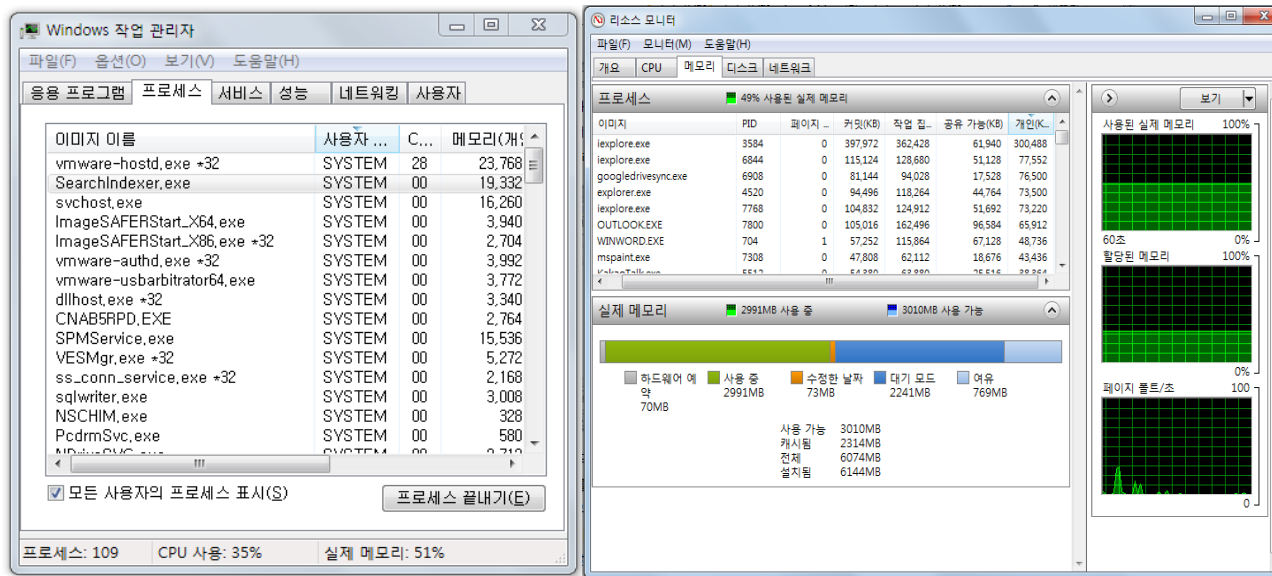 Windows 작업 관리자
파일(F) 옵션(O) 보기(V) 도움말(H)
응용 프로그램 프로세스 서비스 성능 네트워킹 사용자
이미지 이름 사용자 ... C... 메모리(개인
vmware-hostd.exe *32 SYSTEM 28 23,768
SearchIndexer.exe SYSTEM 00 19,332
svchost.exe SYSTEM 00 16,260
ImageSAFERStart_X64.exe SYSTEM 00 3,940
ImageSAFERStart_X86.exe *32 SYSTEM 00 2,704
vmware-authd.exe *32 SYSTEM 00 3,992
vmware-usbarbitrator64.exe SYSTEM 00 3,772
dllhost.exe *32 SYSTEM 00 3,340
CNAB5RPD.EXE SYSTEM 00 2,764
SPMService.exe SYSTEM 00 15,536
VESMgr.exe *32 SYSTEM 00 5,272
ss_conn_service.exe *32 SYSTEM 00 2,168
sqlwriter.exe SYSTEM 00 3,008
NSCHIM.exe SYSTEM 00 328
PcdrmSvc.exe SYSTEM 00 580
모든 사용자의 프로세스 표시(S)
프로세스 끝내기(E)
프로세스: 109 CPU 사용: 35% 실제 메모리: 51%
리소스 모니터
파일(F) 모니터(M) 도움말(H)
개요 CPU 메모리 디스크 네트워크
프로세스 49% 사용된 실제 메모리
이미지 PID 페이지 ... 커밋(KB) 작업 집... 공유 가능(KB) 개인(K...
iexplore.exe 3584 0 397,972 362,428 61,940 300,488
iexplore.exe 6844 0 115,124 128,680 51,128 77,552
googledrivesync.exe 6908 0 81,144 94,028 17,528 76,500
explorer.exe 4520 0 94,496 118,264 44,764 73,500
iexplore.exe 7768 0 104,832 124,912 51,692 73,220
OUTLOOK.EXE 7800 0 105,016 162,496 96,584 65,912
WINWORD.EXE 704 1 57,252 115,864 67,128 48,736
mspaint.exe 7308 0 47,808 62,112 18,676 43,436
KakaoTalk.exe 5512 0 54,380 63,880 25,516 38,364
실제 메모리 2991MB 사용 중 3010MB 사용 가능
하드웨어 예약
70MB
사용 중
2991MB
수정한 날짜
73MB
대기 모드
2241MB
여유
769MB
사용 가능 3010MB
캐시됨 2314MB
전체 6074MB
설치됨 6144MB
보기
사용된 실제 메모리 100%
60초 0%
할당된 메모리 100%
0%
페이지 폴트/초 100
0